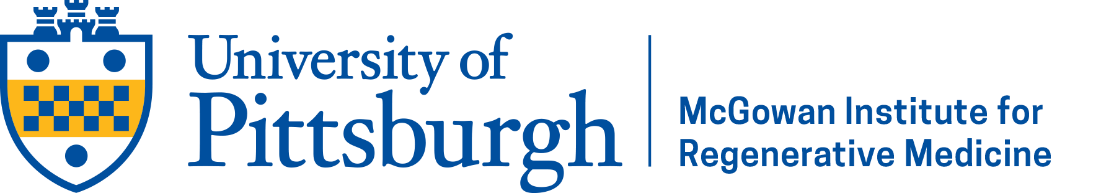 University of
Pittsburgh
McGowan Institute for
Regenerative Medicine